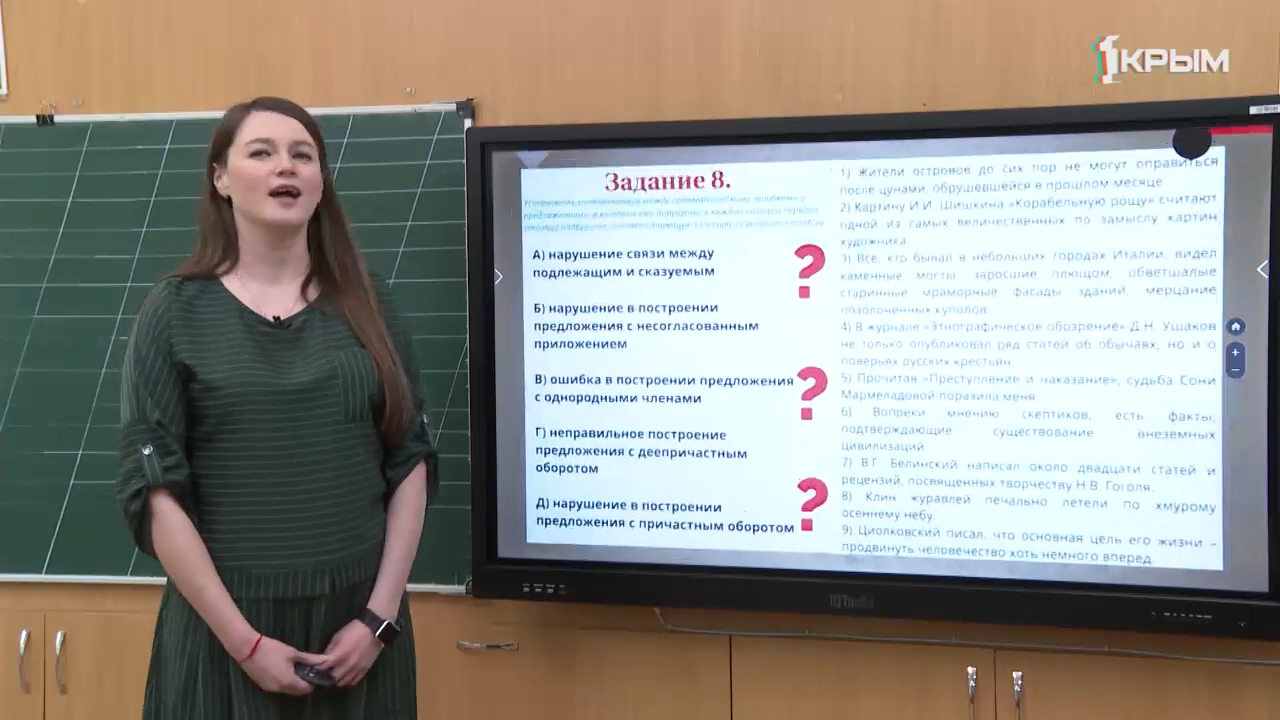 1КРЫМ
Задание 8.
А) нарушение связи между
подлежащим и сказуемым
Б) нарушение в построении
предложения с несогласованным
приложением
В) ошибка в построении предложения
с однородными членами
Г) неправильное построение
предложения с деепричастным
оборотом
Д) нарушение в построении
предложения с причастным оборотом
?
?
?
1) Жители островов до сих пор не могут оправиться
после цунами, обрушевшейся в прошлом месяце
2) Картину И.И. Шишкина «Корабельную рощу» считают
одной из самых величественных по замыслу картин
художника
3) Все, кто бывал в небольших городах Италии, видел
каменные мосты, заросшие плющом, обветшалые
старинные мраморные фасады зданий, мерцание
позолоченных куполов.
4) В журнале «Этнографическое обозрение» Д.Н. Ушаков
не только опубликовал ряд статей об обычаях, но и о
поверьях русских крестьян.
5) Прочитав «Преступление и наказание», судьба Сони
Мармеладовой поразила меня
6) Вопреки мнению скептиков, есть факты,
подтверждающие существование внеземных
цивилизаций
7) В.Г. Белинский написал около двадцати статей и
рецензий, посвященных творчеству Н.В. Гоголя.
8) Клин журавлей печально летели по хмурому
осеннему небу.
9) Циолковский писал, что основная цель его жизни –
продвинуть человечество хоть немного вперед.